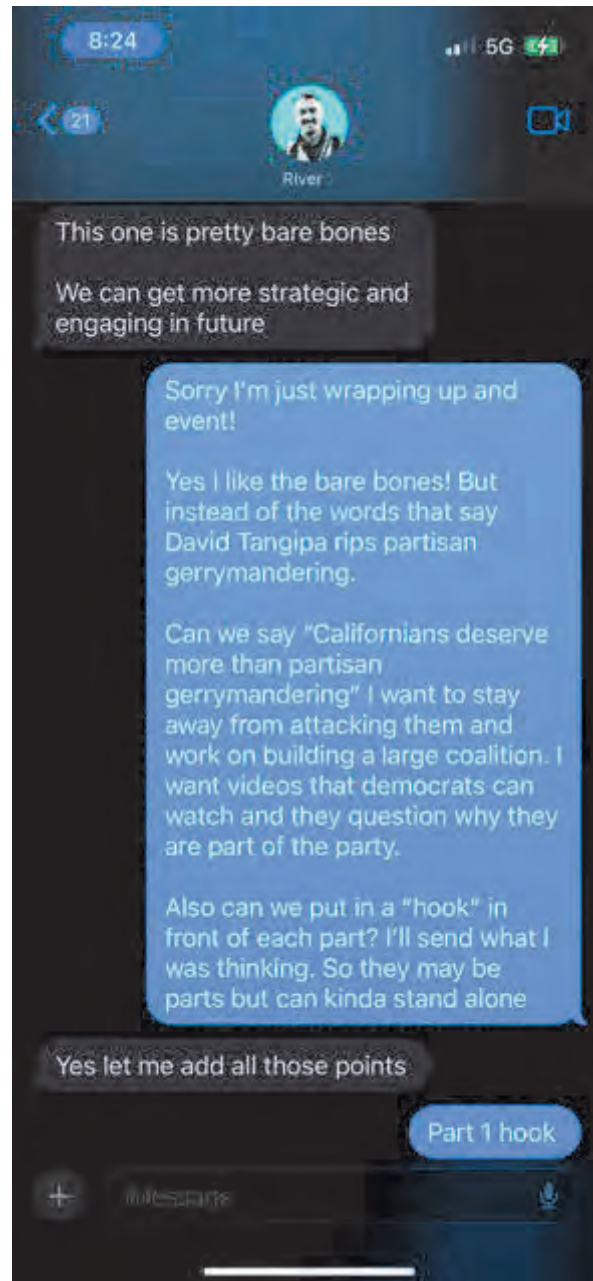 8:24
5G
21
River
This one is pretty bare bones
We can get more strategic and
engaging in future
Sorry I'm just wrapping up and
event!
Yes I like the bare bones! But
instead of the words that say
David Tangipa rips partisan
gerrymandering.
Can we say "Californians deserve
more than partisan
gerrymandering" I want to stay
away from attacking them and
work on building a large coalition. I
want videos that democrats can
watch and they question why they
are part of the party.
Also can we put in a "hook" in
front of each part? I'll send what I
was thinking. So they may be
parts but can kinda stand alone
Yes let me add all those points
Part 1 hook